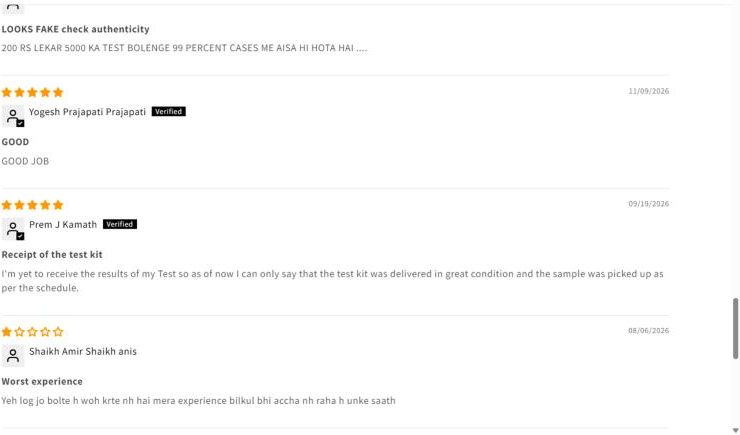 LOOKS FAKE check authenticity
200 RS LEKAR 5000 KA TEST BOLENGE 99 PERCENT CASES ME AISA HI HOTA HAI ....
11/09/2026
Yogesh Prajapati Prajapati Verified
GOOD
GOOD JOB
09/19/2026
Prem J Kamath Verified
Receipt of the test kit
I'm yet to receive the results of my Test so as of now I can only say that the test kit was delivered in great condition and the sample was picked up as
per the schedule.
08/06/2026
Shaikh Amir Shaikh anis
Worst experience
Yeh log jo bolte h woh krte nh hai mera experience bilkul bhi accha nh raha h unke saath